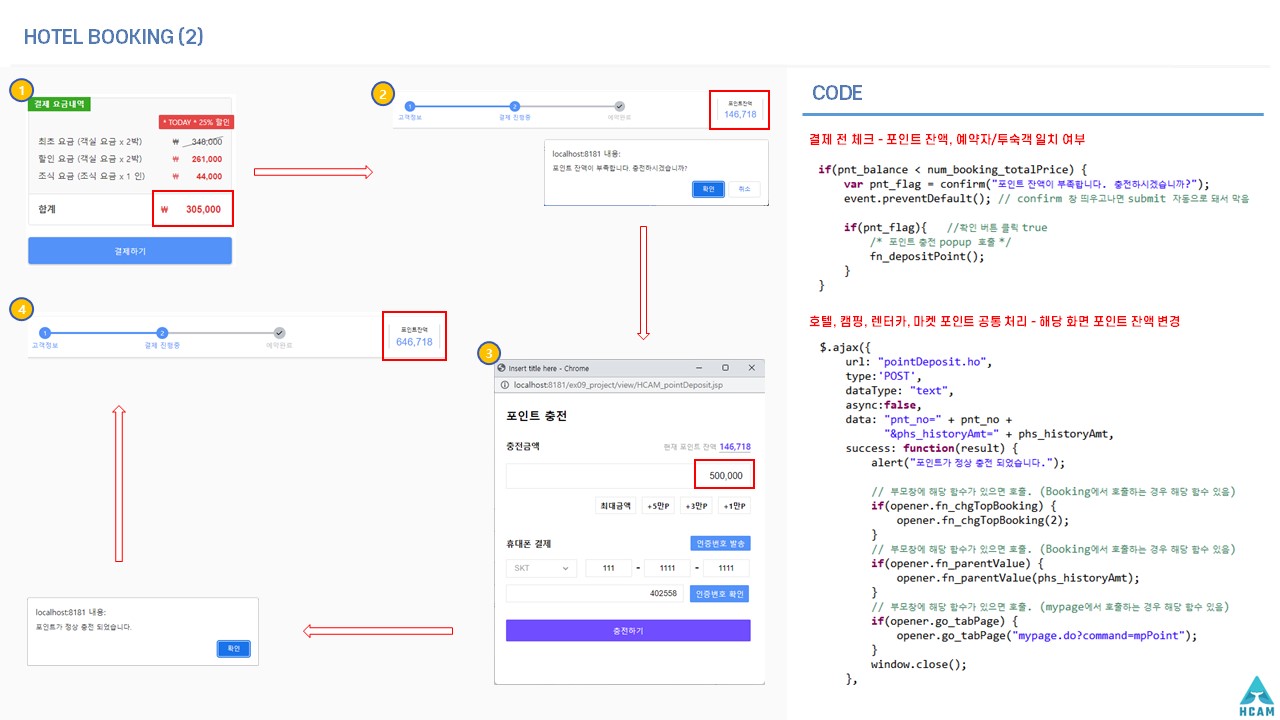 HOTEL BOOKING (2)
1
결제 요금내역
* TODAY * 25% 할인
최초 요금 (객실 요금 x 2박) ₩ 348,000
할인 요금 (객실 요금 x 2박) ₩ 261,000
조식 요금 (조식 요금 x 1 인) ₩ 44,000
합계 ₩ 305,000
결제하기
2
1 2
고객정보 결제 진행중 예약완료
포인트잔액
146,718
localhost:8181 내용:
포인트 잔액이 부족합니다. 충전하시겠습니까?
확인 취소
3
Insert title here - Chrome
localhost:8181/ex09_project/view/HCAM_pointDeposit.jsp
포인트 충전
충전금액 현재 포인트 잔액 146,718
500,000
최대금액 +5만P +3만P +1만P
휴대폰 결제 인증번호 발송
SKT 111 - 1111 - 1111
402558 인증번호 확인
충전하기
4
1 2
고객정보 결제 진행중 예약완료
포인트잔액
646,718
localhost:8181 내용:
포인트가 정상 충전 되었습니다.
확인
CODE
결제 전 체크 - 포인트 잔액, 예약자/투숙객 일치 여부
if(pnt_balance < num_booking_totalPrice) {
var pnt_flag = confirm("포인트 잔액이 부족합니다. 충전하시겠습니까?");
event.preventDefault(); // confirm 창 띄우고나면 submit 자동으로 돼서 막음
if(pnt_flag){ //확인 버튼 클릭 true
/* 포인트 충전 popup 호출 */
fn_depositPoint();
}
}
호텔, 캠핑, 렌터카, 마켓 포인트 공통 처리 - 해당 화면 포인트 잔액 변경
$.ajax({
url: "pointDeposit.ho",
type:'POST',
dataType: "text",
async:false,
data: "pnt_no=" + pnt_no +
"&phs_historyAmt=" + phs_historyAmt,
success: function(result) {
alert("포인트가 정상 충전 되었습니다.");
// 부모창에 해당 함수가 있으면 호출. (Booking에서 호출하는 경우 해당 함수 있음)
if(opener.fn_chgTopBooking) {
opener.fn_chgTopBooking(2);
}
// 부모창에 해당 함수가 있으면 호출. (Booking에서 호출하는 경우 해당 함수 있음)
if(opener.fn_parentValue) {
opener.fn_parentValue(phs_historyAmt);
}
// 부모창에 해당 함수가 있으면 호출. (mypage에서 호출하는 경우 해당 함수 있음)
if(opener.go_tabPage) {
opener.go_tabPage("mypage.do?command=mpPoint");
}
window.close();
},
HCAM